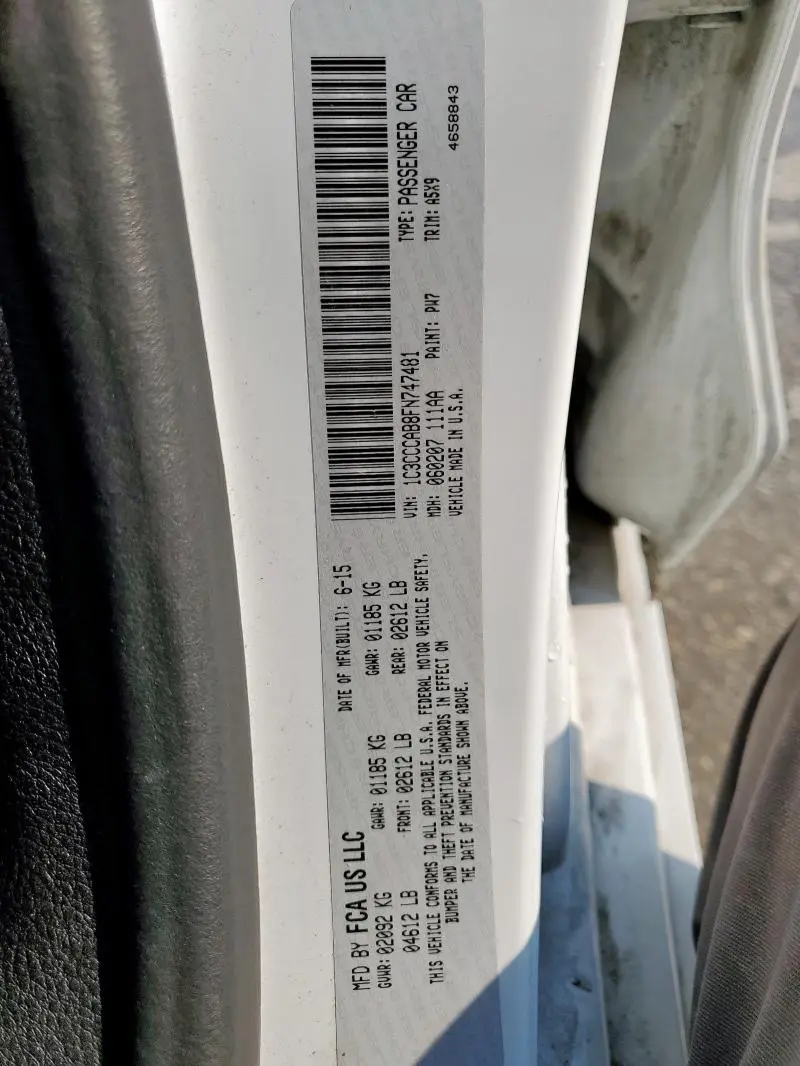 MFD BY FCA US LLC
DATE OF MFR(BUILT): 6-15
GVWR: 02092 KG
04612 LB
GAWR: 01185 KG
FRONT: 02612 LB
GAWR: 01185 KG
REAR: 02612 LB
THIS VEHICLE CONFORMS TO ALL APPLICABLE U.S.A. FEDERAL MOTOR VEHICLE SAFETY,
BUMPER AND THEFT PREVENTION STANDARDS IN EFFECT ON
THE DATE OF MANUFACTURE SHOWN ABOVE.
VIN: 1C3CCCAB8FN747481
TYPE: PASSENGER CAR
MDH: 060207 111AA
PAINT: PW7
TRIM: A5X9
VEHICLE MADE IN U.S.A.
4658843